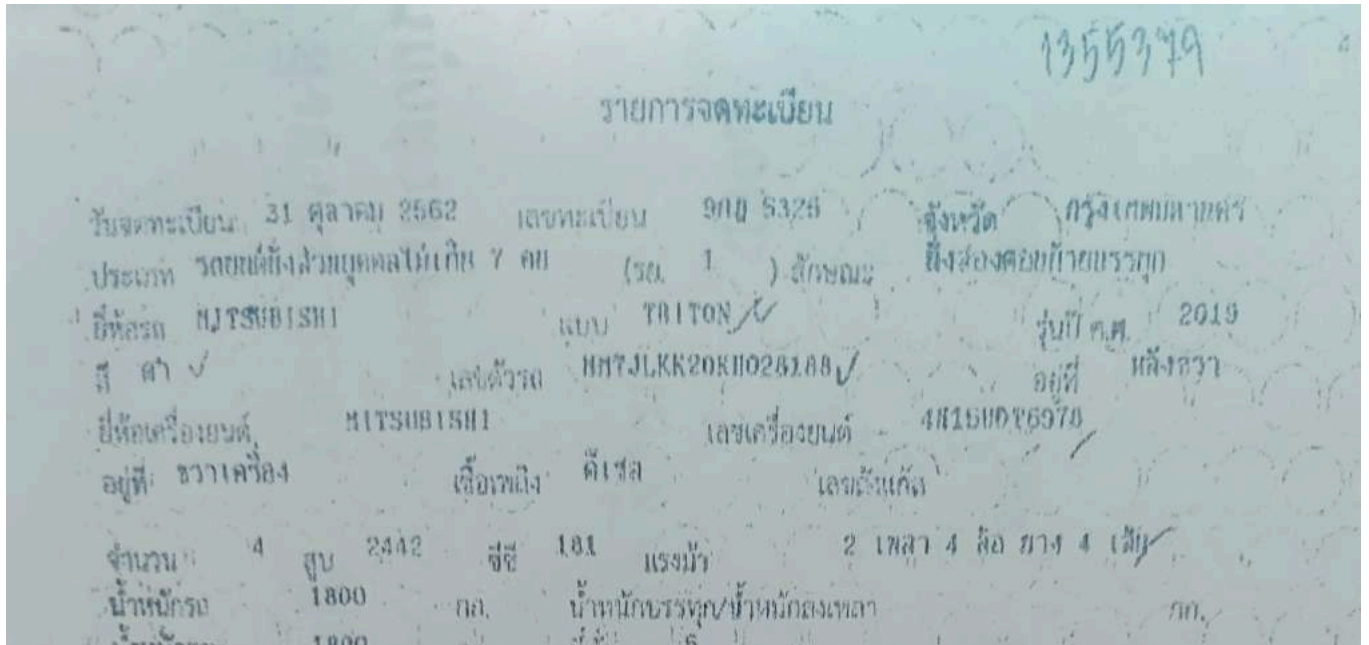 1355379
รายการจดทะเบียน
วันจดทะเบียน 31 ตุลาคม 2562 เลขทะเบียน 5326 จังหวัด กรุงเทพมหานคร
ประเภท รถยนต์นั่งส่วนบุคคลไม่เกิน 7 คน (รย. 1 ) ลักษณะ นั่งสองตอนท้ายบรรทุก
ยี่ห้อรถ MITSUBISHI แบบ TRITON รุ่นปี ค.ศ. 2019
สี ดำ เลขตัวรถ อยู่ที่ หลังขวา
ยี่ห้อเครื่องยนต์ MITSUBISHI เลขเครื่องยนต์
อยู่ที่ ขวาเครื่อง เชื้อเพลิง ดีเซล เลขถังแก๊ส
จำนวน 4 สูบ 2442 ซีซี 181 แรงม้า 2 เพลา 4 ล้อ ยาง 4 เส้น
น้ำหนักรถ 1800 กก. น้ำหนักบรรทุก/น้ำหนักลงเพลา กก.